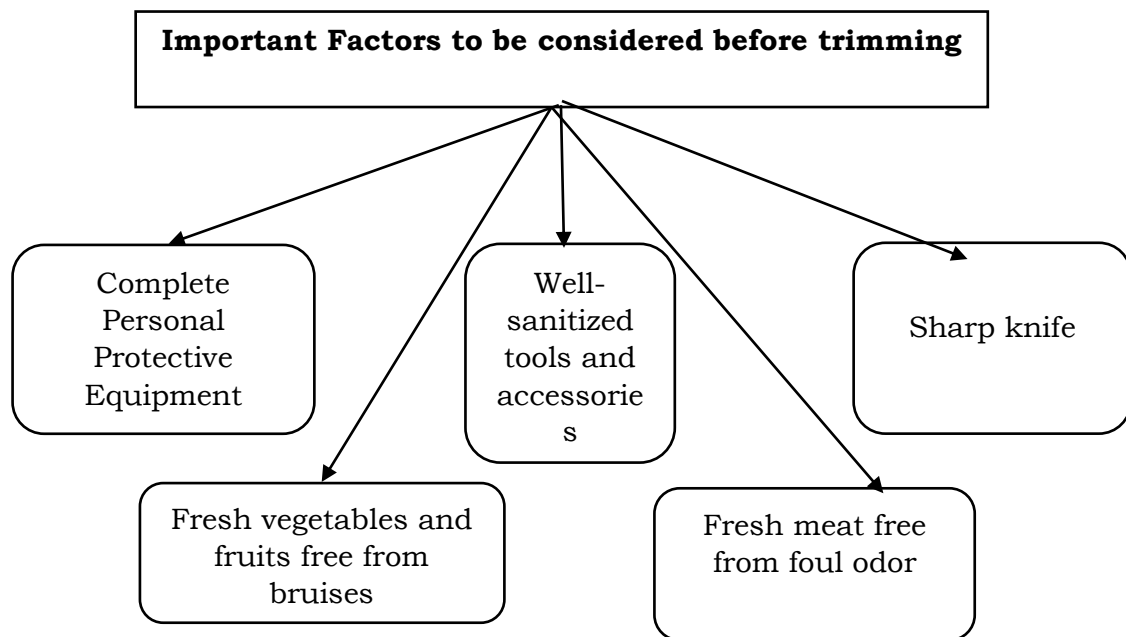 Important Factors to be considered before trimming
Complete
Personal
Protective
Equipment
Well-
sanitized
tools and
accessorie
s
Sharp knife
Fresh vegetables and
fruits free from
bruises
Fresh meat free
from foul odor